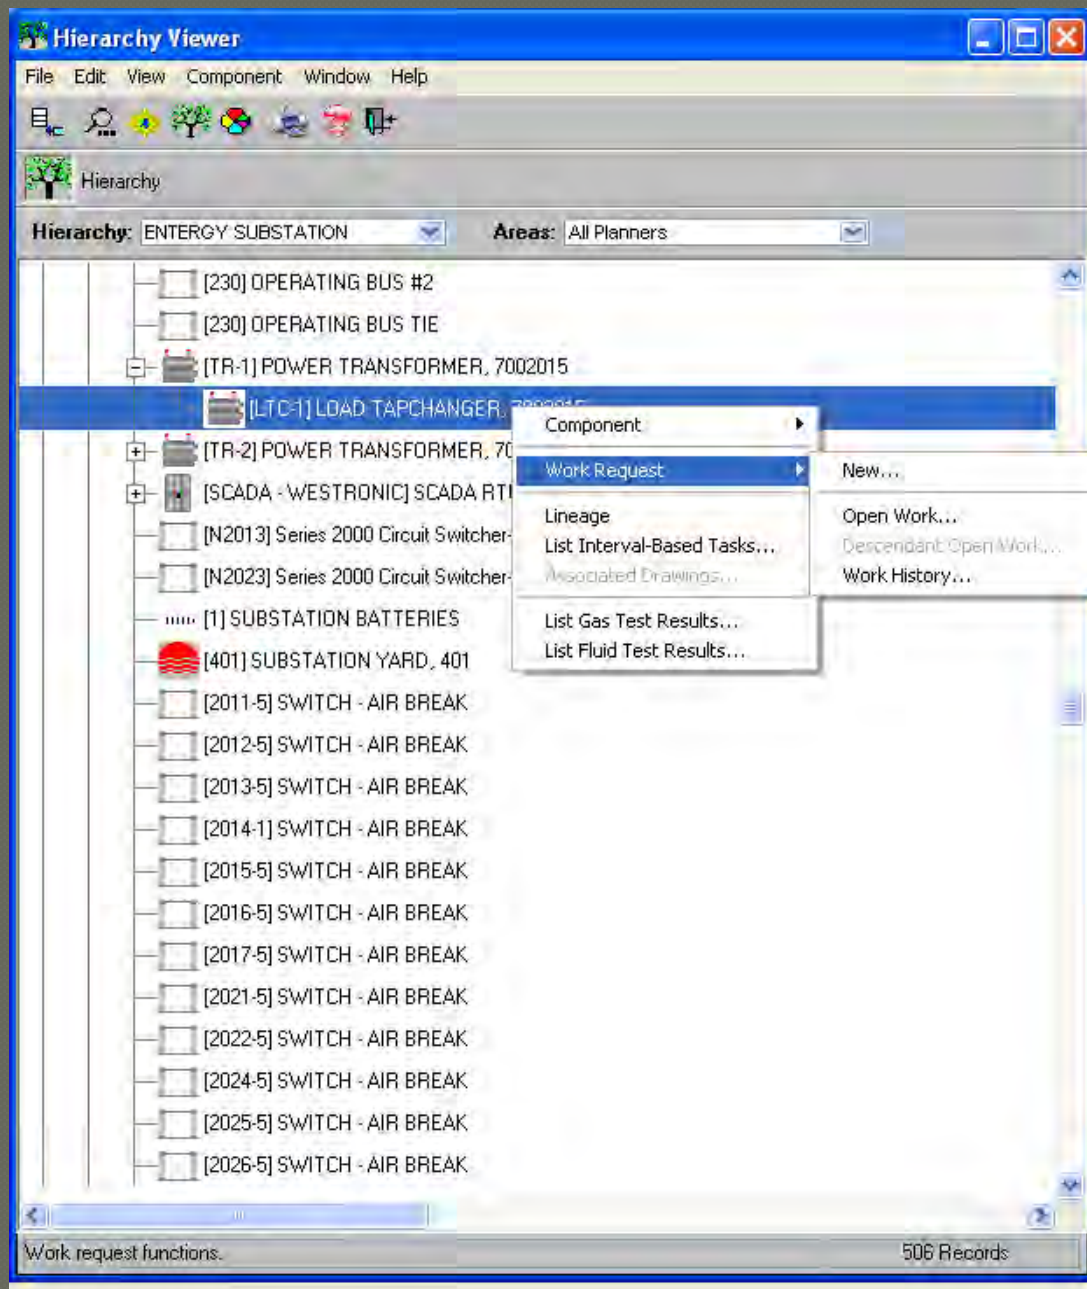 Hierarchy Viewer
File Edit View Component Window Help
Hierarchy
Hierarchy: ENTERGY SUBSTATION Areas: All Planners
[230] OPERATING BUS #2
[230] OPERATING BUS TIE
[TR-1] POWER TRANSFORMER, 7002015
[LTC-1] LOAD TAPCHANGER,
[TR-2] POWER TRANSFORMER, 70
[SCADA - WESTRONIC] SCADA RTU
[N2013] Series 2000 Circuit Switcher-
[N2023] Series 2000 Circuit Switcher-
[1] SUBSTATION BATTERIES
[401] SUBSTATION YARD, 401
[2011-5] SWITCH - AIR BREAK
[2012-5] SWITCH - AIR BREAK
[2013-5] SWITCH - AIR BREAK
[2014-1] SWITCH - AIR BREAK
[2015-5] SWITCH - AIR BREAK
[2016-5] SWITCH - AIR BREAK
[2017-5] SWITCH - AIR BREAK
[2021-5] SWITCH - AIR BREAK
[2022-5] SWITCH - AIR BREAK
[2024-5] SWITCH - AIR BREAK
[2025-5] SWITCH - AIR BREAK
[2026-5] SWITCH - AIR BREAK
Component
Work Request
Lineage
List Interval-Based Tasks...
Associated Drawings...
List Gas Test Results...
List Fluid Test Results...
New...
Open Work...
Descendant Open Work...
Work History...
Work request functions.
506 Records